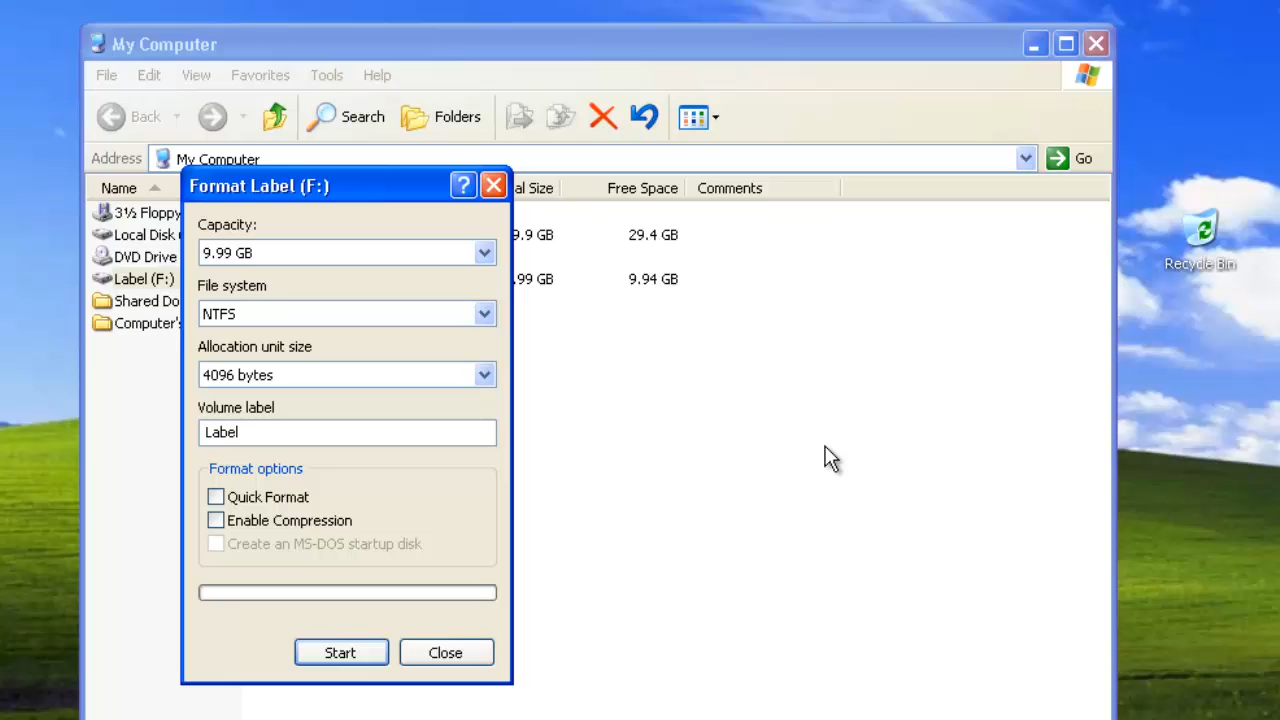 My Computer
File Edit View Favorites Tools Help
Back Search Folders
Address My Computer Go
Name al Size Free Space Comments
3½ Floppy
Local Disk 9.9 GB 29.4 GB
DVD Drive
Label (F:) .99 GB 9.94 GB
Shared Do
Computer's
Format Label (F:)
Capacity:
9.99 GB
File system
NTFS
Allocation unit size
4096 bytes
Volume label
Label
Format options
Quick Format
Enable Compression
Create an MS-DOS startup disk
Start Close
Recycle Bin